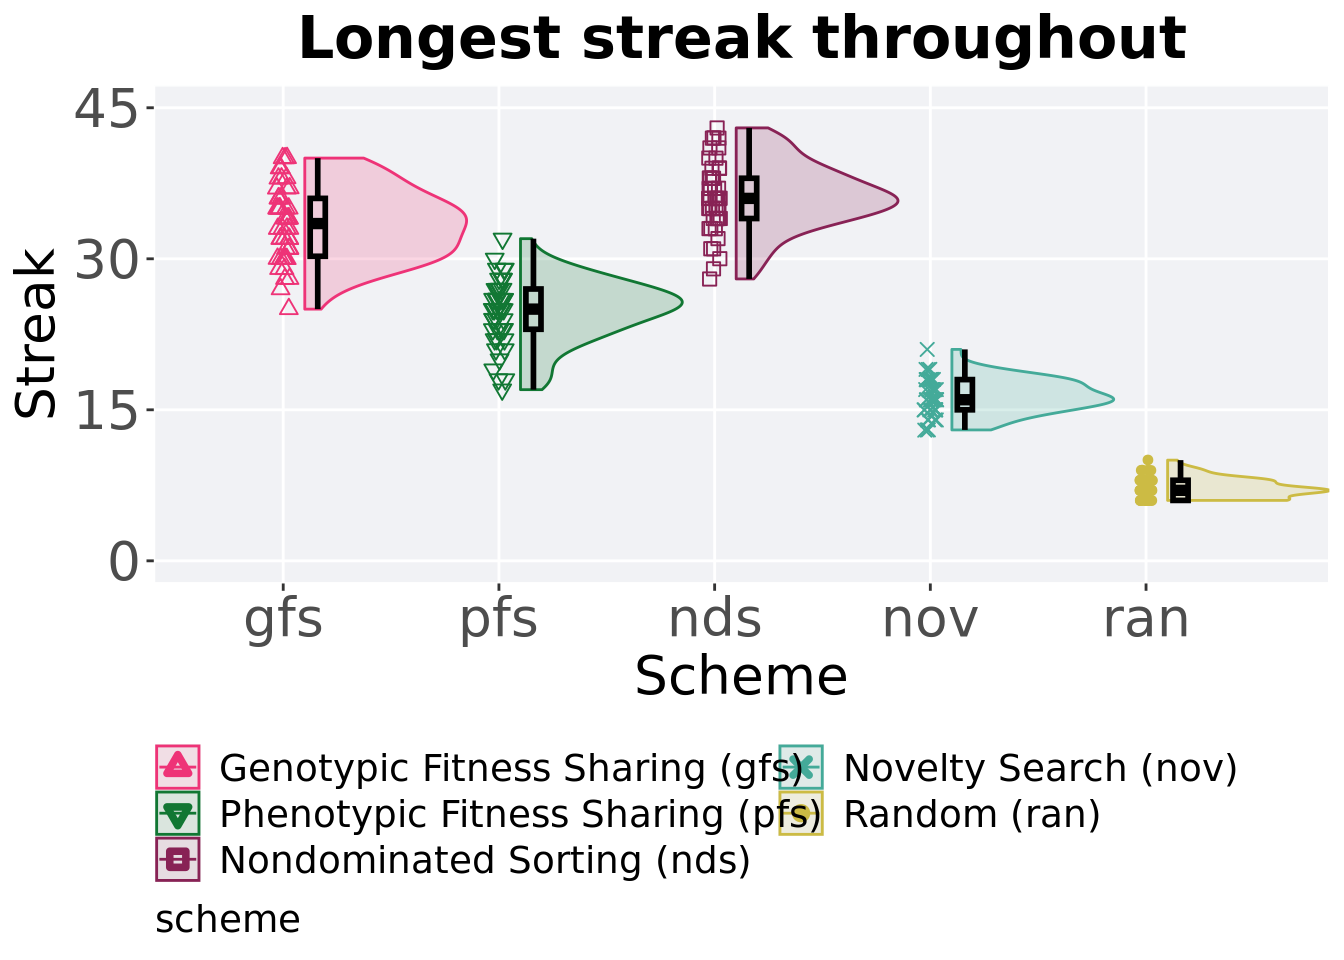 Longest streak throughout
45
30
15
0
Streak
gfs pfs nds nov ran
Scheme
Genotypic Fitness Sharing (gfs)
Phenotypic Fitness Sharing (pfs)
Nondominated Sorting (nds)
Novelty Search (nov)
Random (ran)
scheme